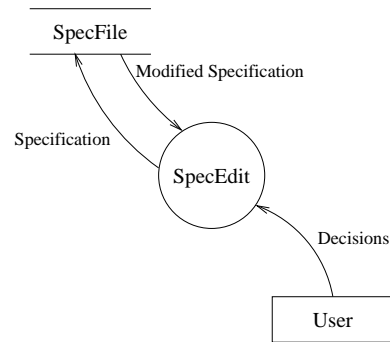 SpecFile
Modified Specification
Specification
SpecEdit
Decisions
User